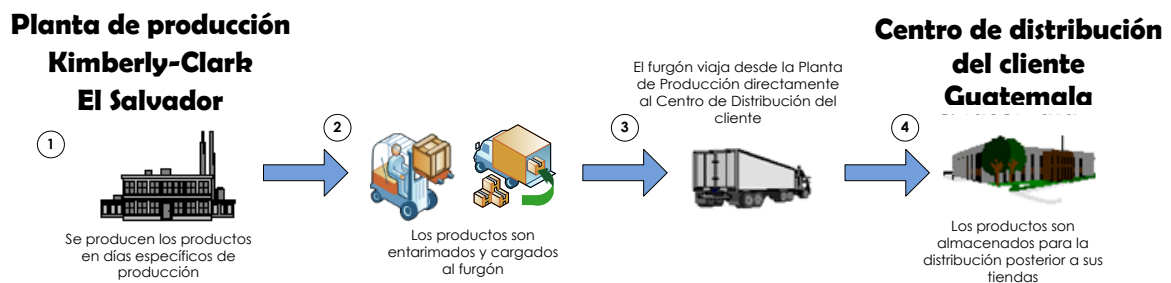 Planta de producción
Kimberly-Clark
El Salvador
1
Se producen los productos
en días específicos de
producción
2
Los productos son
entarimados y cargados
al furgón
El furgón viaja desde la Planta
de Producción directamente
al Centro de Distribución del
cliente
3
Centro de distribución
del cliente
Guatemala
4
Los productos son
almacenados para la
distribución posterior a sus
tiendas